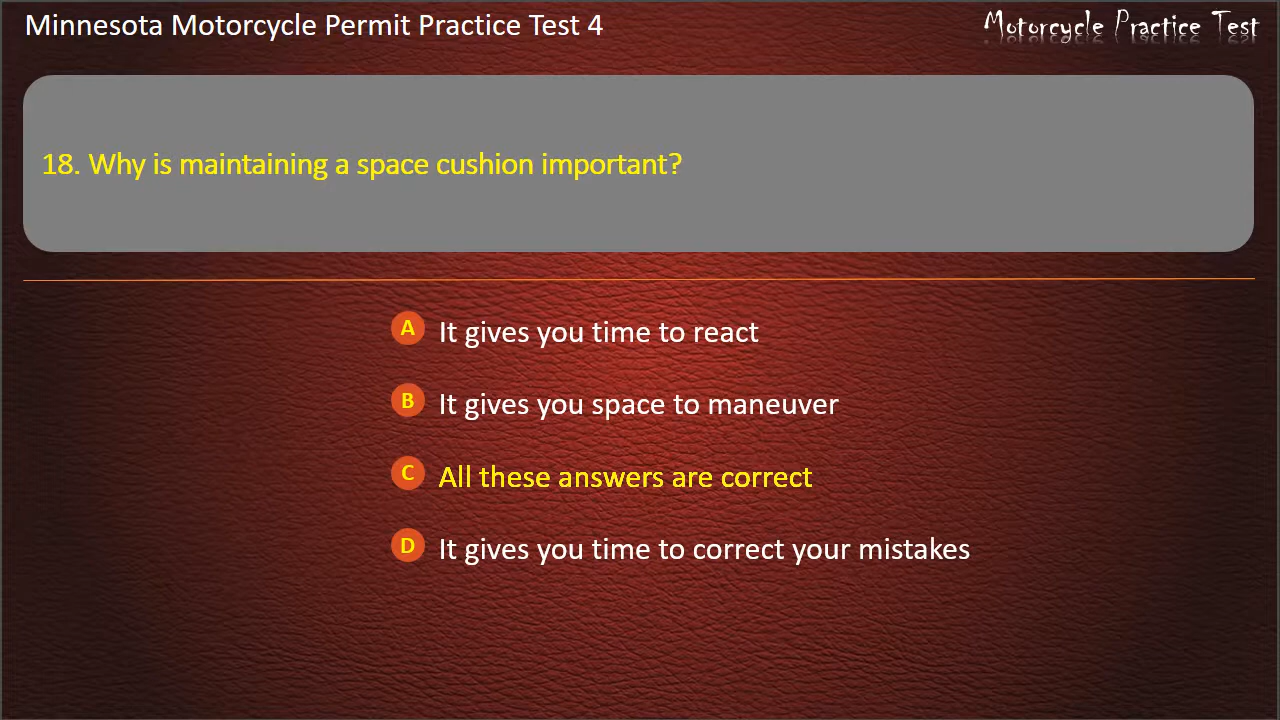 Minnesota Motorcycle Permit Practice Test 4
Motorcycle Practice Test
18. Why is maintaining a space cushion important?
A It gives you time to react
B It gives you space to maneuver
C All these answers are correct
D It gives you time to correct your mistakes